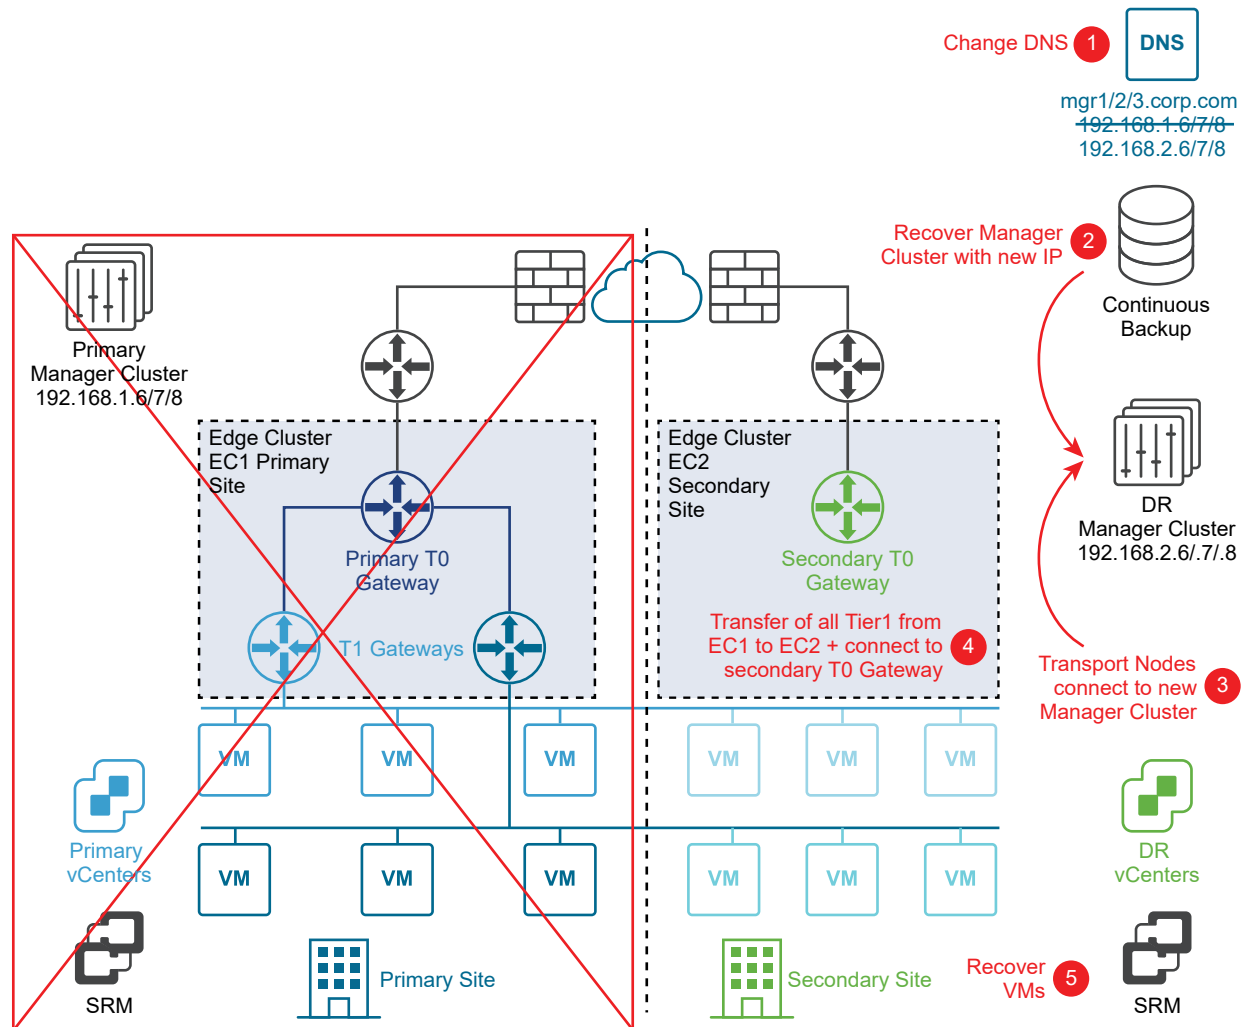 Change DNS 1
DNS
mgr1/2/3.corp.com
192.168.1.6/7/8
192.168.2.6/7/8
Recover Manager
Cluster with new IP
2
Continuous
Backup
Primary
Manager Cluster
192.168.1.6/7/8
Edge Cluster
EC1 Primary
Site
Primary T0
Gateway
T1 Gateways
Edge Cluster
EC2
Secondary
Site
Secondary T0
Gateway
Transfer of all Tier1 from
EC1 to EC2 + connect to
secondary T0 Gateway
4
DR
Manager Cluster
192.168.2.6/.7/.8
Transport Nodes
connect to new
Manager Cluster
3
VM VM VM VM VM VM
VM VM VM VM VM VM
Primary
vCenters
DR
vCenters
SRM
Primary Site
Secondary Site
Recover
VMs
5
SRM